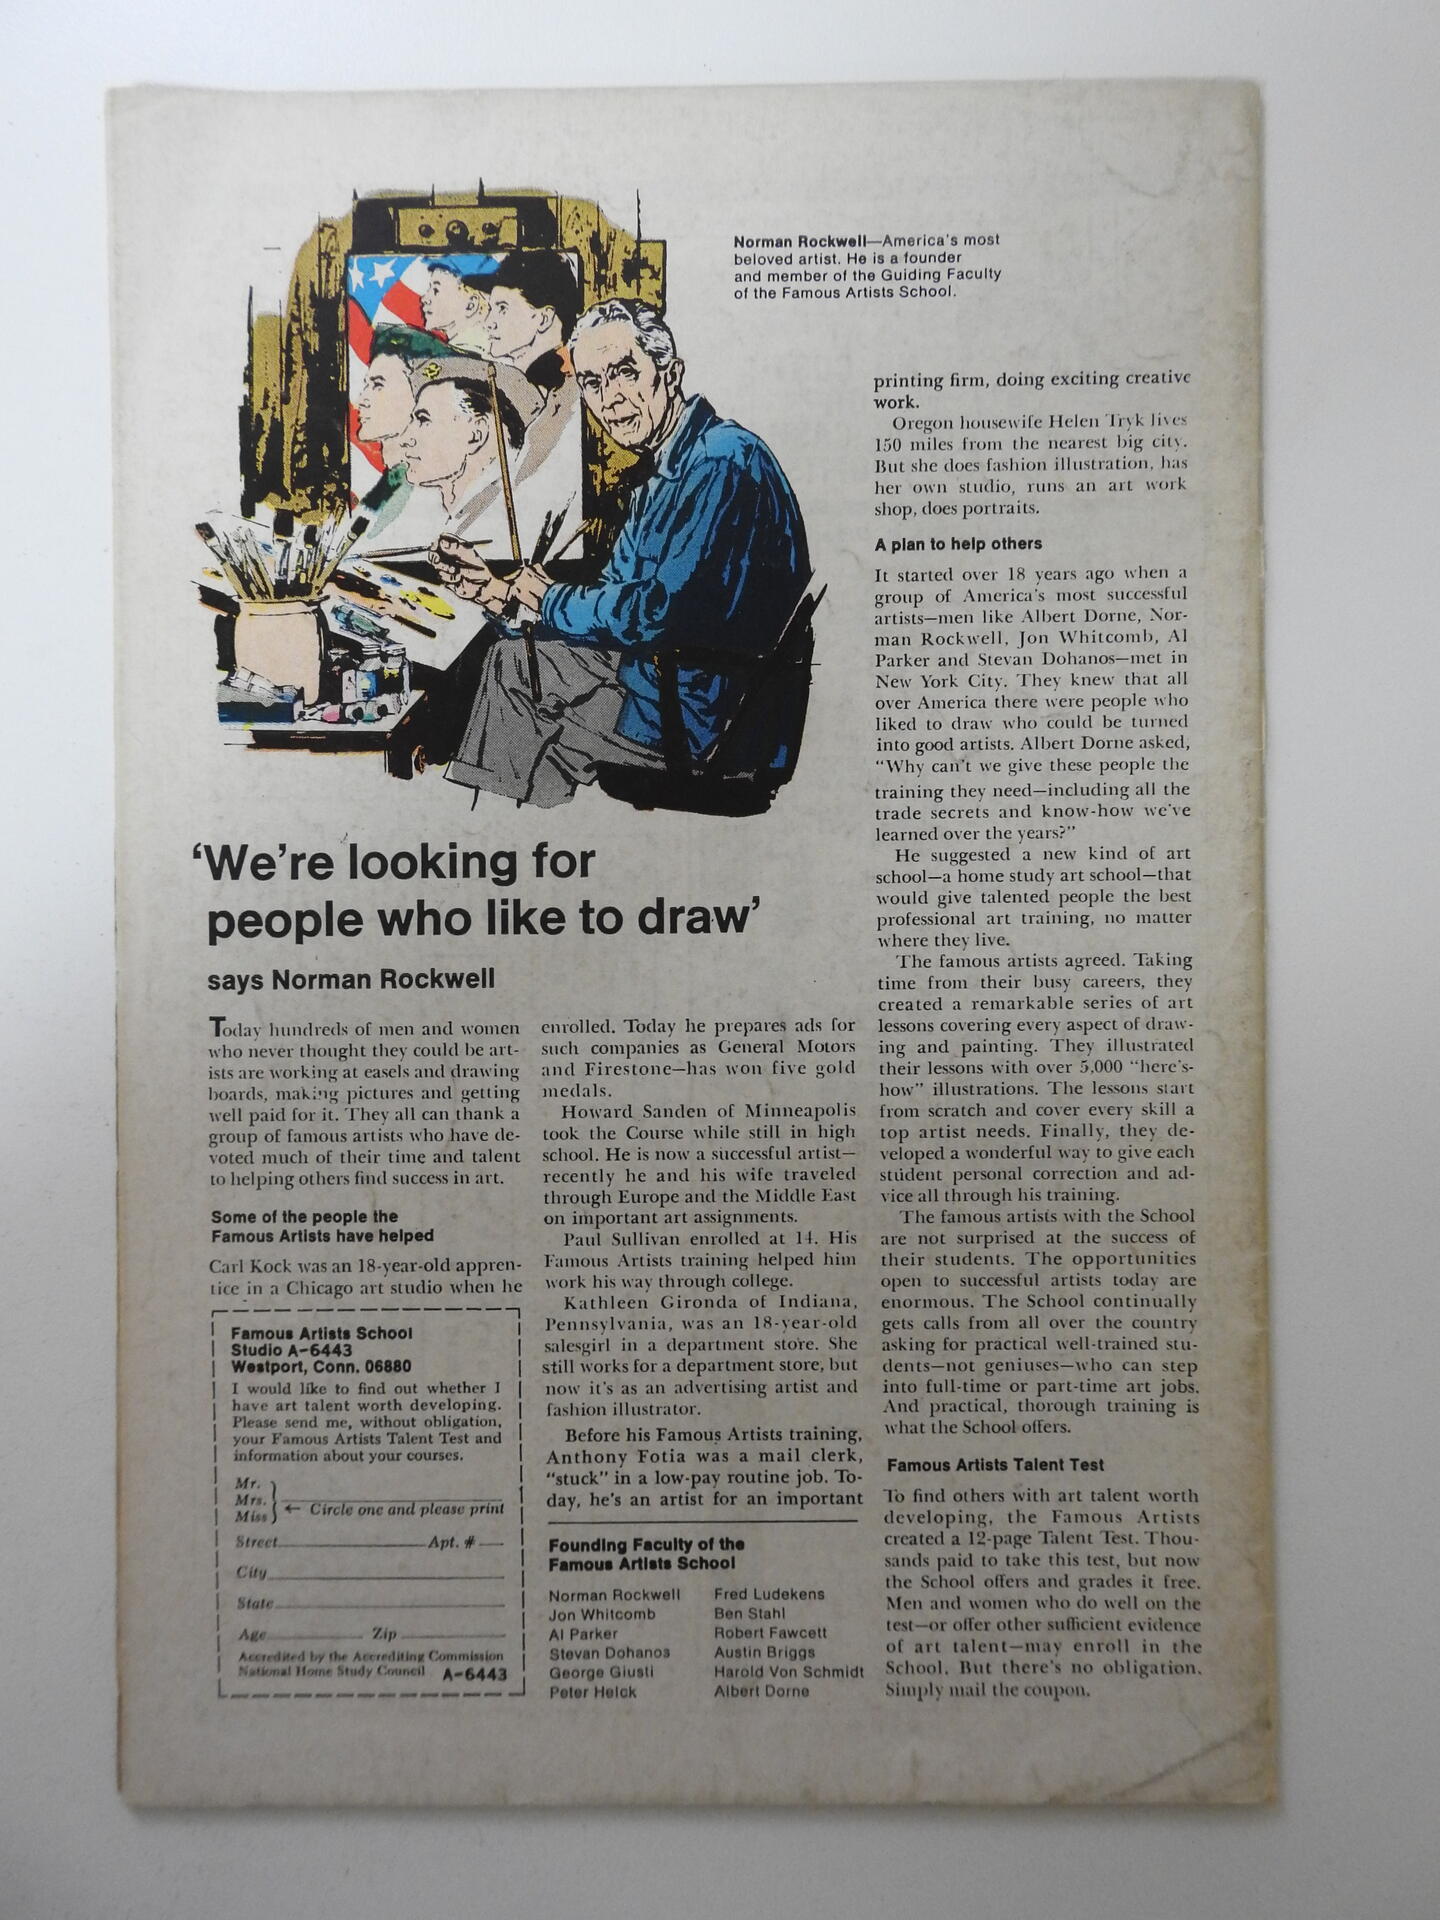 Norman Rockwell—America's most
beloved artist. He is a founder
and member of the Guiding Faculty
of the Famous Artists School.
'We're looking for
people who like to draw'
says Norman Rockwell
Today hundreds of men and women
who never thought they could be art-
ists are working at easels and drawing
boards, making pictures and getting
well paid for it. They all can thank a
group of famous artists who have de-
voted much of their time and talent
to helping others find success in art.
Some of the people the
Famous Artists have helped
Carl Kock was an 18-year-old appren-
tice in a Chicago art studio when he
enrolled. Today he prepares ads for
such companies as General Motors
and Firestone—has won five gold
medals.
Howard Sanden of Minneapolis
took the Course while still in high
school. He is now a successful artist—
recently he and his wife traveled
through Europe and the Middle East
on important art assignments.
Paul Sullivan enrolled at 14. His
Famous Artists training helped him
work his way through college.
Kathleen Gironda of Indiana,
Pennsylvania, was an 18-year-old
salesgirl in a department store. She
still works for a department store, but
now it's as an advertising artist and
fashion illustrator.
Before his Famous Artists training,
Anthony Fotia was a mail clerk,
"stuck" in a low-pay routine job. To-
day, he's an artist for an important
printing firm, doing exciting creative
work.
Oregon housewife Helen Tryk lives
150 miles from the nearest big city.
But she does fashion illustration, has
her own studio, runs an art work
shop, does portraits.
A plan to help others
It started over 18 years ago when a
group of America's most successful
artists—men like Albert Dorne, Nor-
man Rockwell, Jon Whitcomb, Al
Parker and Stevan Dohanos—met in
New York City. They knew that all
over America there were people who
liked to draw who could be turned
into good artists. Albert Dorne asked,
"Why can't we give these people the
training they need—including all the
trade secrets and know-how we've
learned over the years?"
He suggested a new kind of art
school—a home study art school—that
would give talented people the best
professional art training, no matter
where they live.
The famous artists agreed. Taking
time from their busy careers, they
created a remarkable series of art
lessons covering every aspect of draw-
ing and painting. They illustrated
their lessons with over 5,000 "here's-
how" illustrations. The lessons start
from scratch and cover every skill a
top artist needs. Finally, they de-
veloped a wonderful way to give each
student personal correction and ad-
vice all through his training.
The famous artists with the School
are not surprised at the success of
their students. The opportunities
open to successful artists today are
enormous. The School continually
gets calls from all over the country
asking for practical well-trained stu-
dents—not geniuses—who can step
into full-time or part-time art jobs.
And practical, thorough training is
what the School offers.
Famous Artists Talent Test
To find others with art talent worth
developing, the Famous Artists
created a 12-page Talent Test. Thou-
sands paid to take this test, but now
the School offers and grades it free.
Men and women who do well on the
test—or offer other sufficient evidence
of art talent—may enroll in the
School. But there's no obligation.
Simply mail the coupon.
Famous Artists School
Studio A-6443
Westport, Conn. 06880
I would like to find out whether I
have art talent worth developing.
Please send me, without obligation,
your Famous Artists Talent Test and
information about your courses.
Mr.
Mrs.
Miss
← Circle one and please print
Street Apt. #
City
State
Age Zip
Accredited by the Accrediting Commission
National Home Study Council A-6443
Founding Faculty of the
Famous Artists School
Norman Rockwell
Jon Whitcomb
Al Parker
Stevan Dohanos
George Giusti
Peter Helck
Fred Ludekens
Ben Stahl
Robert Fawcett
Austin Briggs
Harold Von Schmidt
Albert Dorne